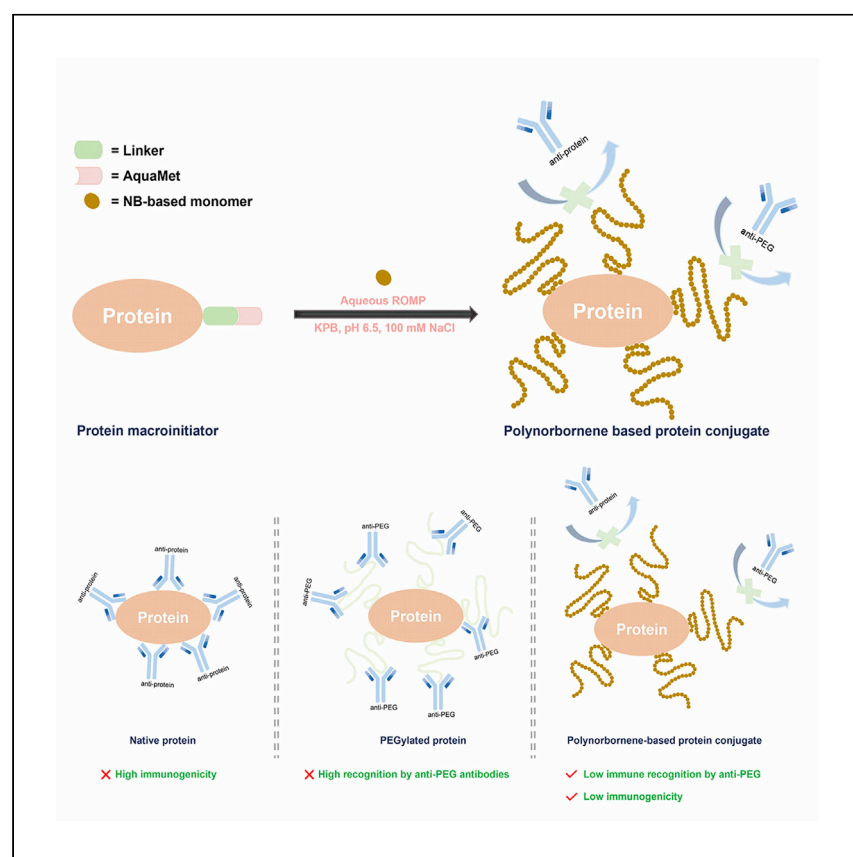 = Linker
= AquaMet
= NB-based monomer
anti-protein
anti-PEG
Protein
Aqueous ROMP
KPB, pH 6.5, 100 mM NaCl
Protein
Protein macroinitiator
Polynorbornene based protein conjugate
anti-protein
anti-protein
anti-protein
anti-protein
anti-protein
Protein
anti-PEG
anti-PEG
anti-PEG
anti-PEG
anti-PEG
anti-PEG
Protein
anti-protein
anti-PEG
Protein
Native protein
PEGylated protein
Polynorbornene-based protein conjugate
High immunogenicity
High recognition by anti-PEG antibodies
Low immune recognition by anti-PEG
Low immunogenicity